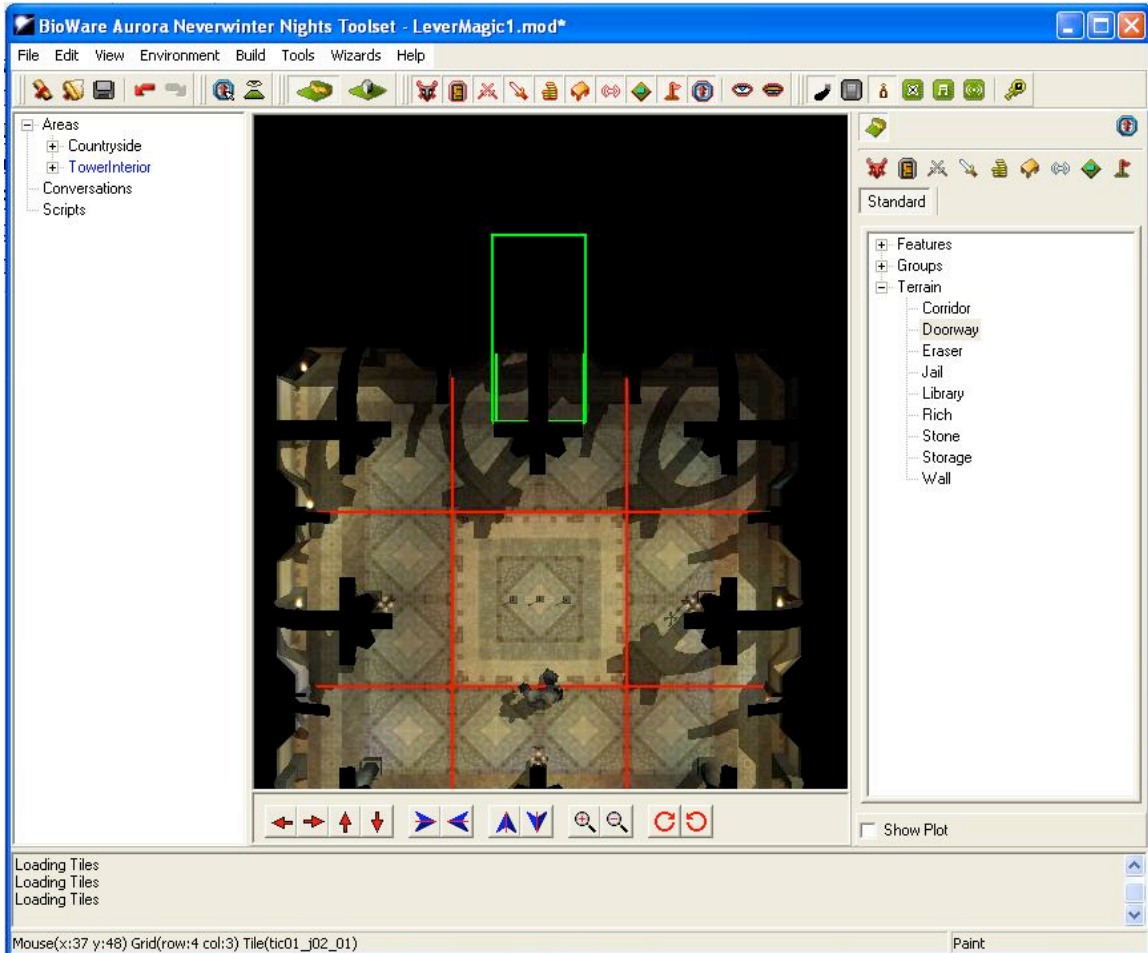 BioWare Aurora Neverwinter Nights Toolset - LeverMagic1.mod*
File Edit View Environment Build Tools Wizards Help
Areas
Countryside
TowerInterior
Conversations
Scripts
Standard
Features
Groups
Terrain
Corridor
Doorway
Eraser
Jail
Library
Rich
Stone
Storage
Wall
Show Plot
Loading Tiles
Loading Tiles
Loading Tiles
Mouse(x:37 y:48) Grid(row:4 col:3) Tile(tic01_j02_01) Paint